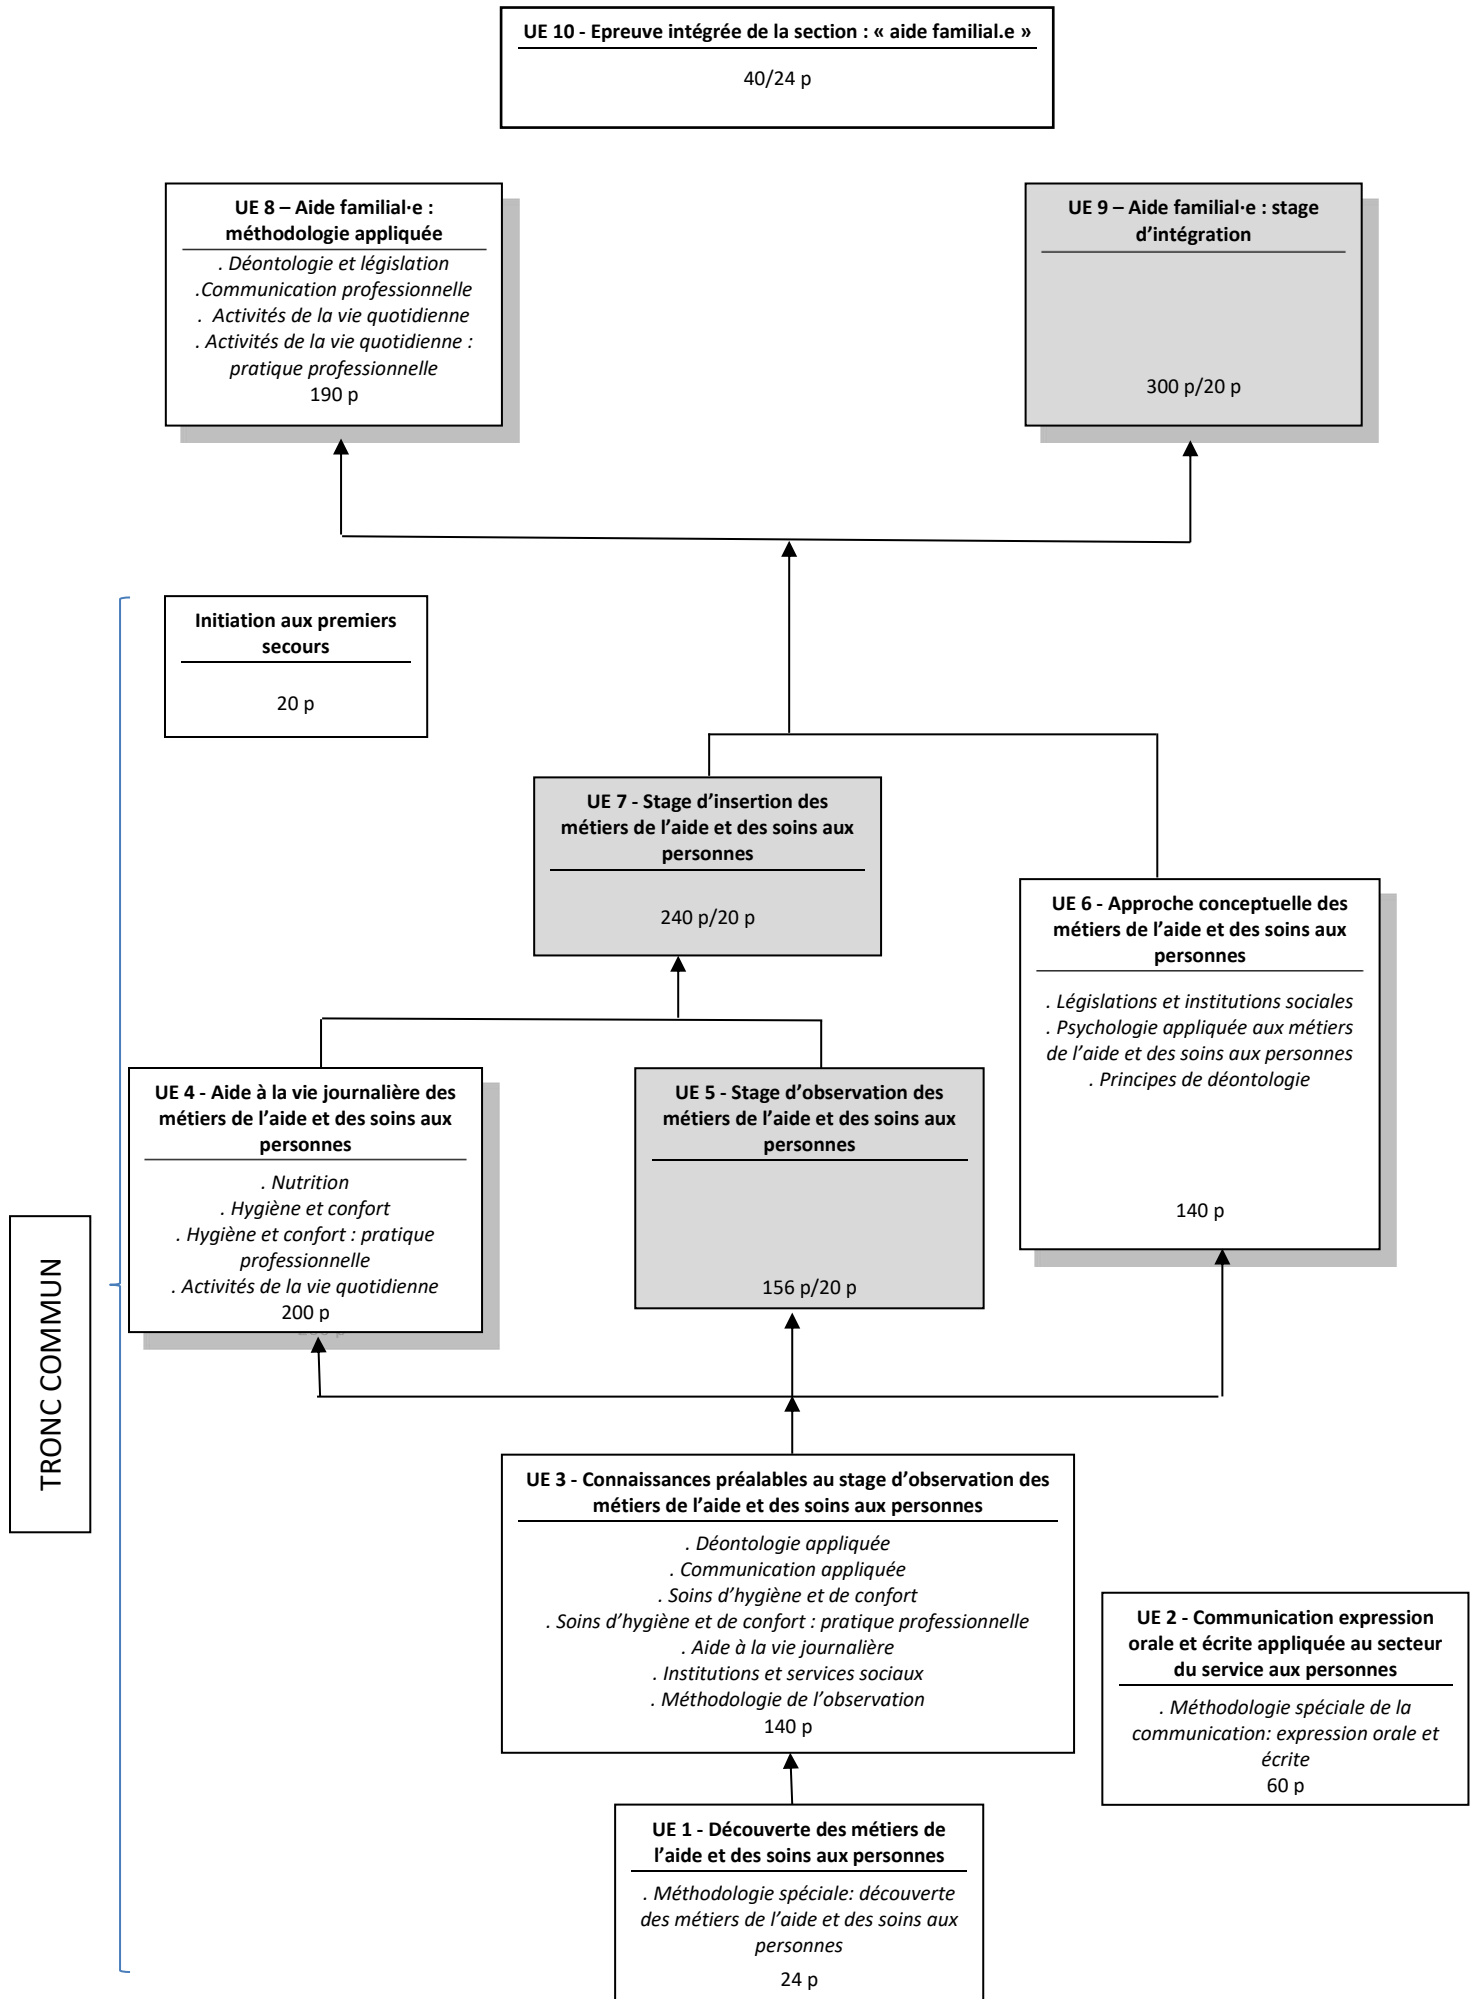 UE 10 - Epreuve intégrée de la section : « aide familial.e »
40/24 p
UE 8 – Aide familial·e :
méthodologie appliquée
. Déontologie et législation
.Communication professionnelle
. Activités de la vie quotidienne
. Activités de la vie quotidienne :
pratique professionnelle
190 p
UE 9 – Aide familial·e : stage
d’intégration
300 p/20 p
Initiation aux premiers
secours
20 p
UE 7 - Stage d’insertion des
métiers de l’aide et des soins aux
personnes
240 p/20 p
UE 6 - Approche conceptuelle des
métiers de l’aide et des soins aux
personnes
. Législations et institutions sociales
. Psychologie appliquée aux métiers
de l’aide et des soins aux personnes
. Principes de déontologie
140 p
UE 4 - Aide à la vie journalière des
métiers de l’aide et des soins aux
personnes
. Nutrition
. Hygiène et confort
. Hygiène et confort : pratique
professionnelle
. Activités de la vie quotidienne
200 p
UE 5 - Stage d’observation des
métiers de l’aide et des soins aux
personnes
156 p/20 p
TRONC COMMUN
UE 3 - Connaissances préalables au stage d’observation des
métiers de l’aide et des soins aux personnes
. Déontologie appliquée
. Communication appliquée
. Soins d'hygiène et de confort
. Soins d'hygiène et de confort : pratique professionnelle
. Aide à la vie journalière
. Institutions et services sociaux
. Méthodologie de l’observation
140 p
UE 2 - Communication expression
orale et écrite appliquée au secteur
du service aux personnes
. Méthodologie spéciale de la
communication: expression orale et
écrite
60 p
UE 1 - Découverte des métiers de
l’aide et des soins aux personnes
. Méthodologie spéciale: découverte
des métiers de l’aide et des soins aux
personnes
24 p